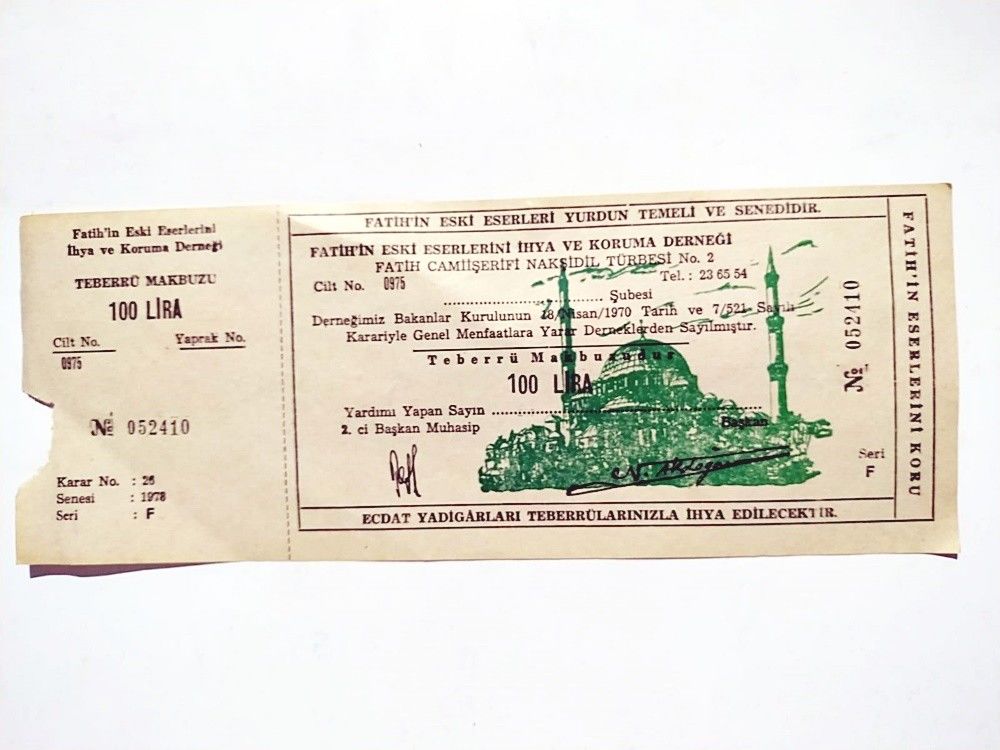 Fatih'in Eski Eserlerini
İhya ve Koruma Derneği
TEBERRÜ MAKBUZU
100 LİRA
Cilt No. Yaprak No.
0975
№ 052410
Karar No. : 26
Senesi : 1978
Seri : F
FATİH'İN ESKİ ESERLERİ YURDUN TEMELİ VE SENEDİDİR.
FATİH'İN ESKİ ESERLERİNİ İHYA VE KORUMA DERNEĞİ
FATİH CAMİİŞERİFİ NAKŞİDİL TÜRBESİ No. 2
Cilt No. 0975 Tel.: 23 65 54
Şubesi
Derneğimiz Bakanlar Kurulunun 18/Nisan/1970 Tarih ve 7/521 Sayılı
Karariyle Genel Menfaatlara Yarar Derneklerden Sayılmıştır.
Teberrü Makbuzudur
100 LİRA
Yardımı Yapan Sayın
2. ci Başkan Muhasip Başkan
ECDAT YADİGÂRLARI TEBERRÜLARINIZLA İHYA EDİLECEKTİR.
№ 052410
Seri
F
FATİH'İN ESERLERİNİ KORU